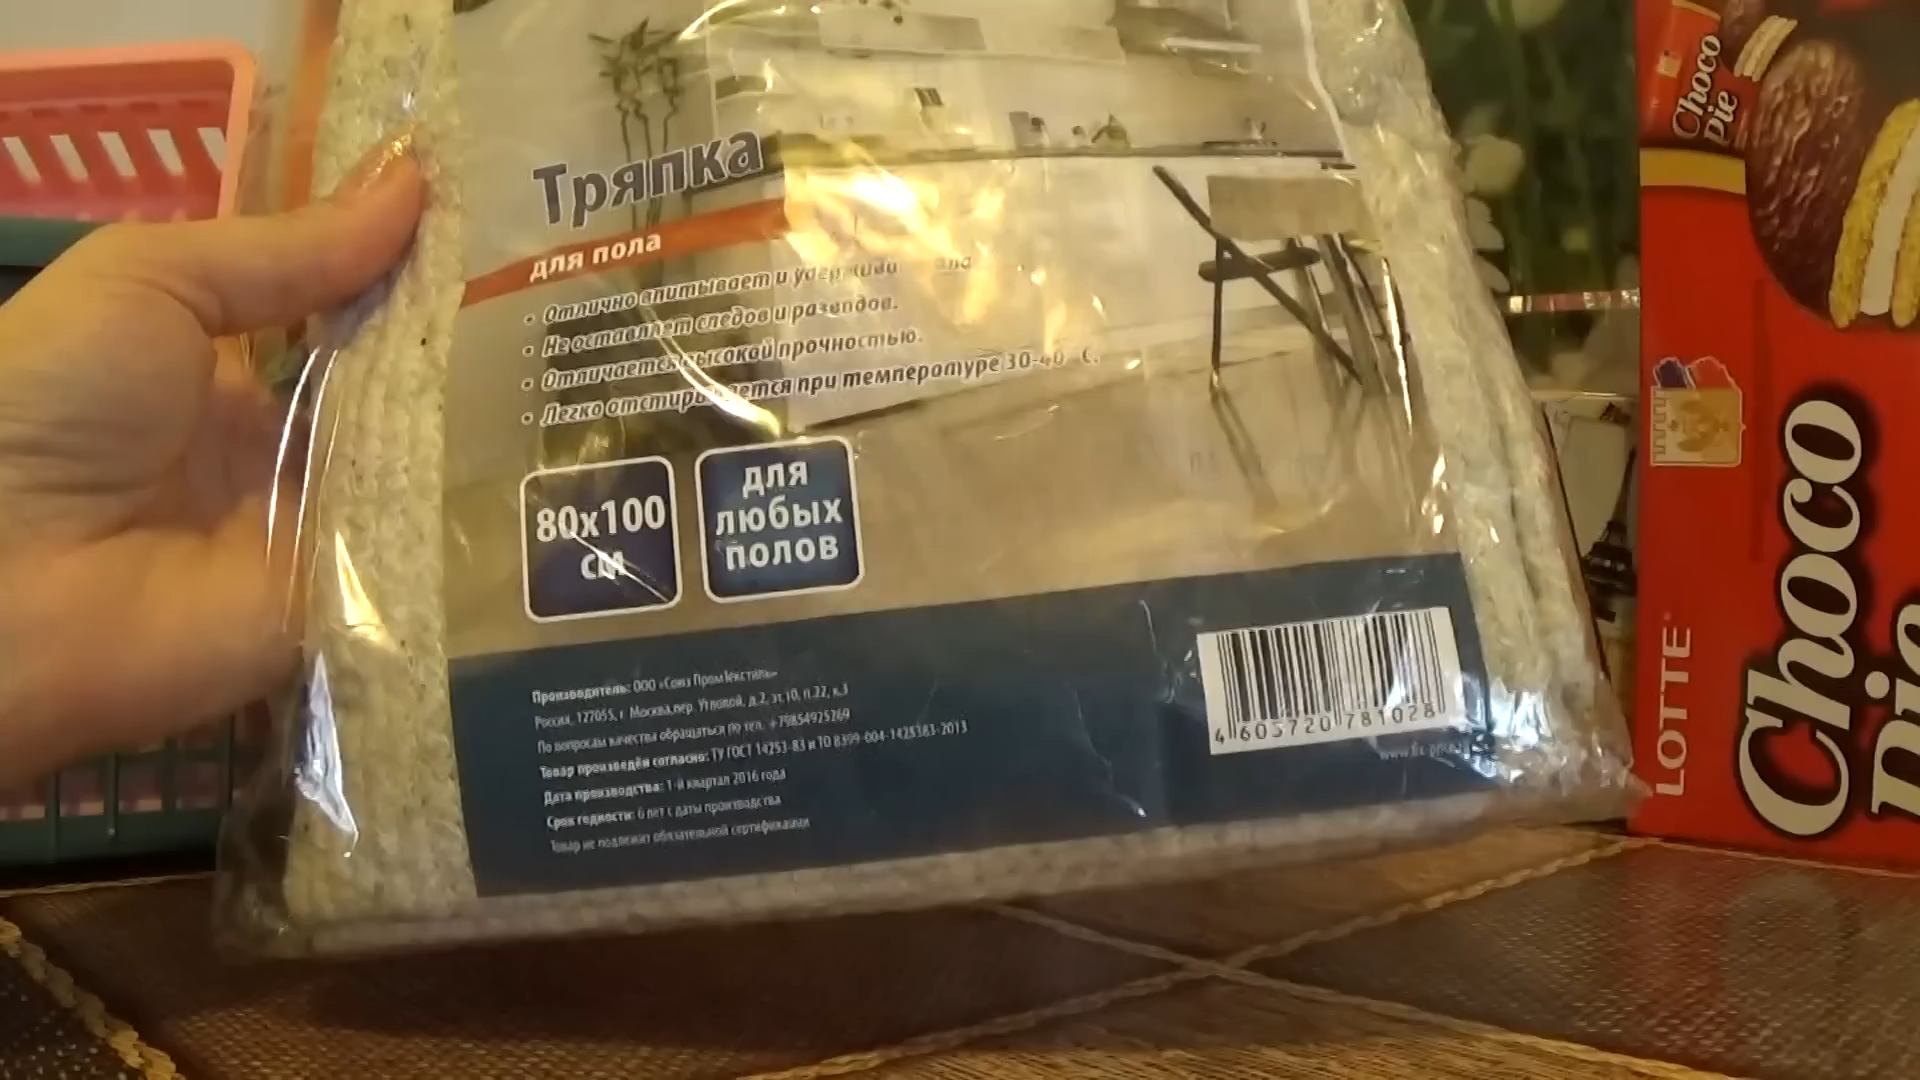 Тряпка
для пола
• Отлично впитывает и
• Не оставляет следов и разводов.
• Отличается высокой прочностью.
• Легко отстирывается при температуре 30-40 °С.
80х100
см
для
любых
полов
Производитель: ООО «Союз ПромТекстиль»
Россия, 127055, г. Москва, пер. Угловой, д.2, эт.10, п.22, к.3
По вопросам качества обращаться по тел. +79854925269
Товар произведён согласно: ТУ ГОСТ 14253-83 и ТО 8399-004-1428383-2013
Дата производства: 1-й квартал 2016 года
Срок годности: 6 лет с даты производства
Товар не подлежит обязательной сертификации
4 605720 781028
Choco
Pie
LOTTE
Choco
Pie